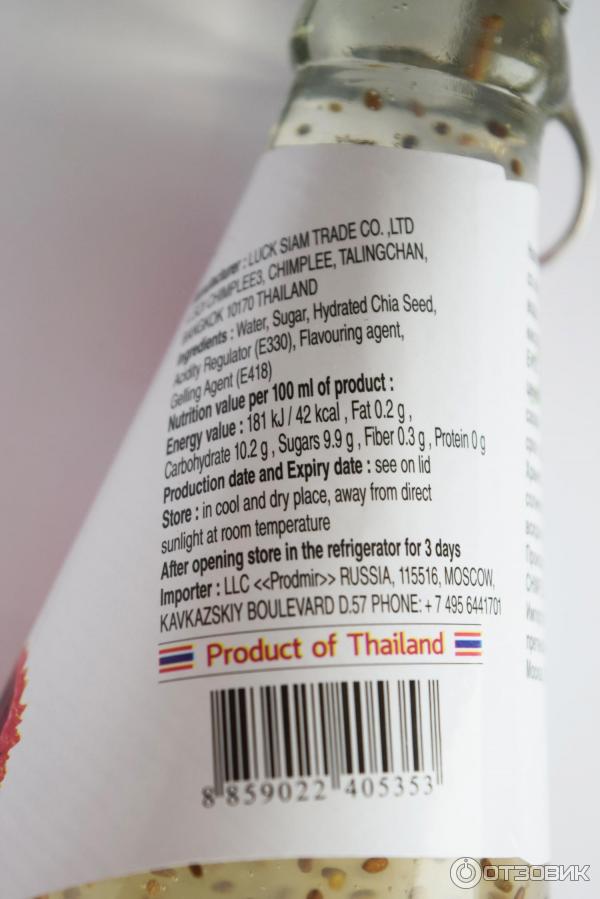 : LUCK SIAM TRADE CO. ,LTD
CHIMPLEE3, CHIMPLEE, TALINGCHAN,
BANGKOK 10170 THAILAND
Ingredients : Water, Sugar, Hydrated Chia Seed,
Acidity Regulator (E330), Flavouring agent,
Gelling Agent (E418)
Nutrition value per 100 ml of product :
Energy value : 181 kJ / 42 kcal , Fat 0.2 g ,
Carbohydrate 10.2 g , Sugars 9.9 g , Fiber 0.3 g , Protein 0 g
Production date and Expiry date : see on lid
Store : in cool and dry place, away from direct
sunlight at room temperature
After opening store in the refrigerator for 3 days
Importer : LLC <<Prodmir>> RUSSIA, 115516, MOSCOW,
KAVKAZSKIY BOULEVARD D.57 PHONE: + 7 495 6441701
Product of Thailand
8 859022 405353
ОТЗОВИК